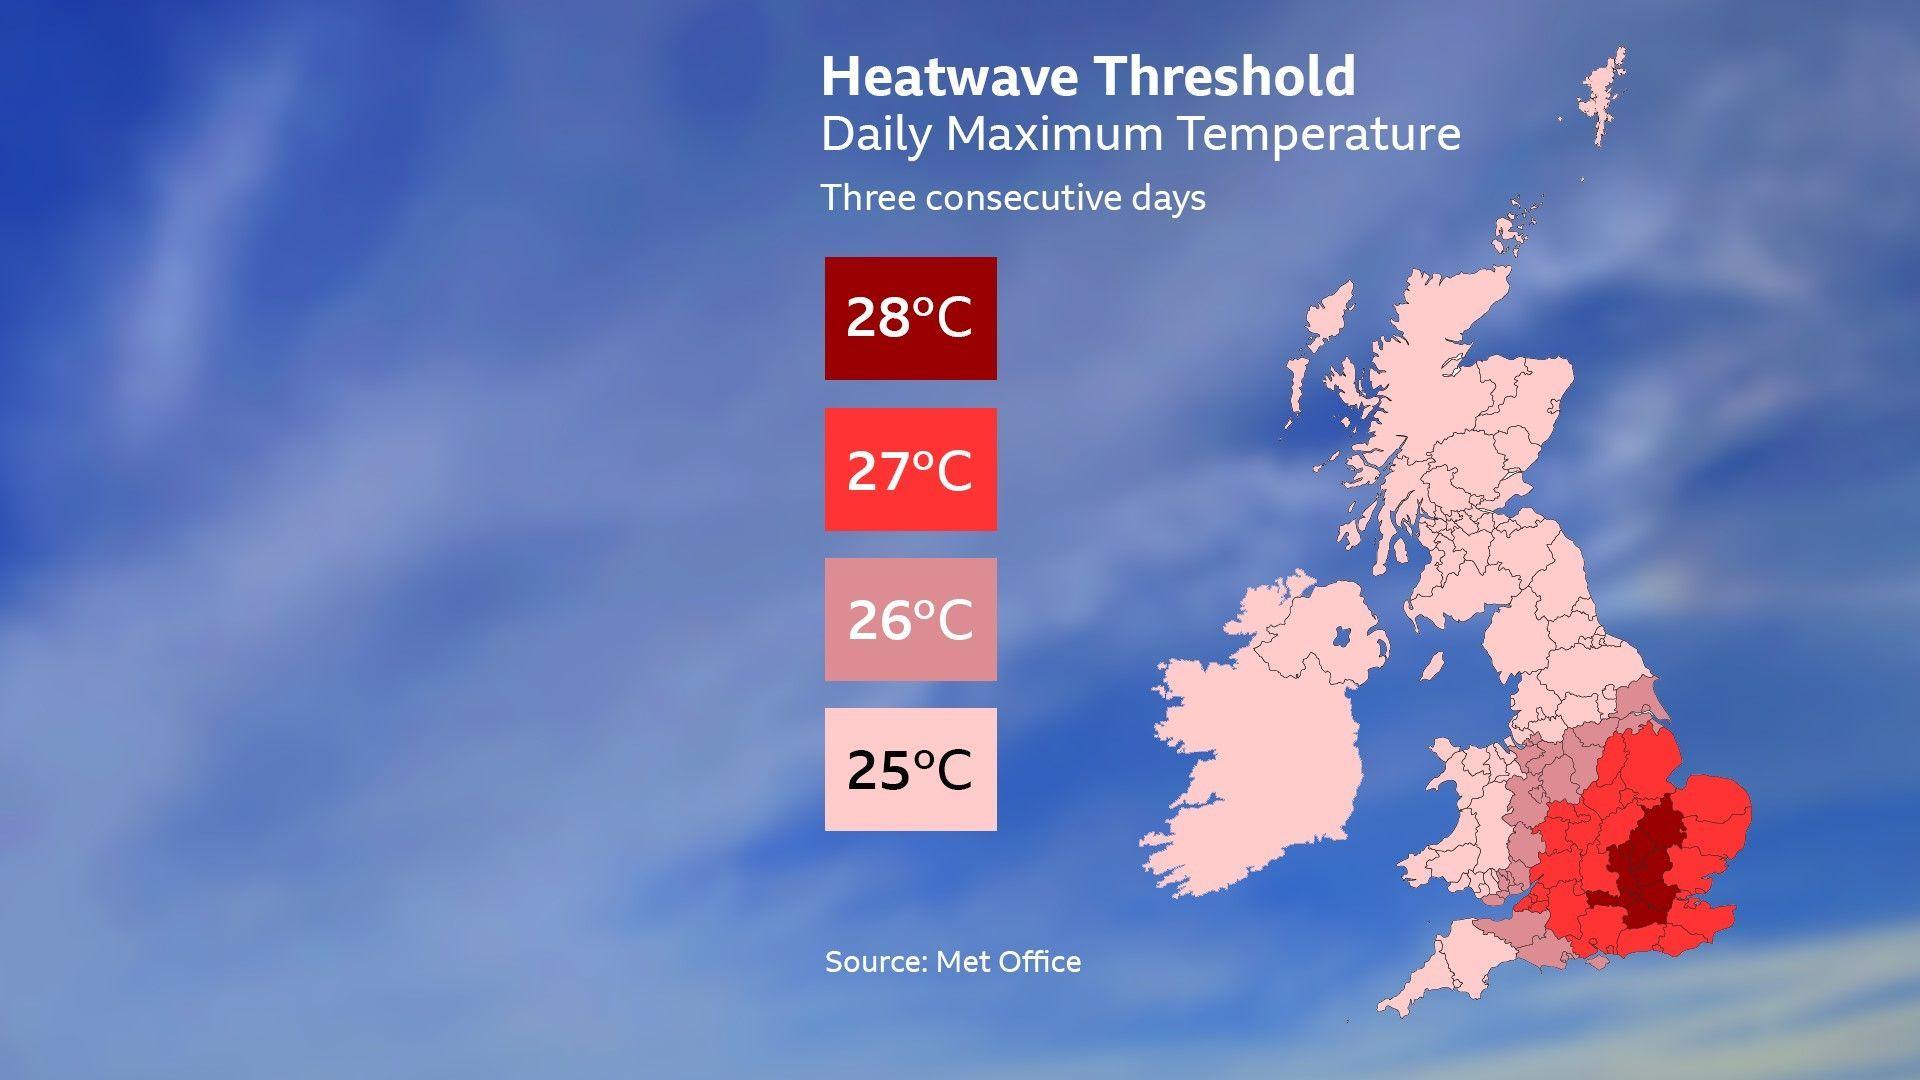 Heatwave Threshold
Daily Maximum Temperature
Three consecutive days
28°C
27°C
26°C
25°C
Source: Met Office